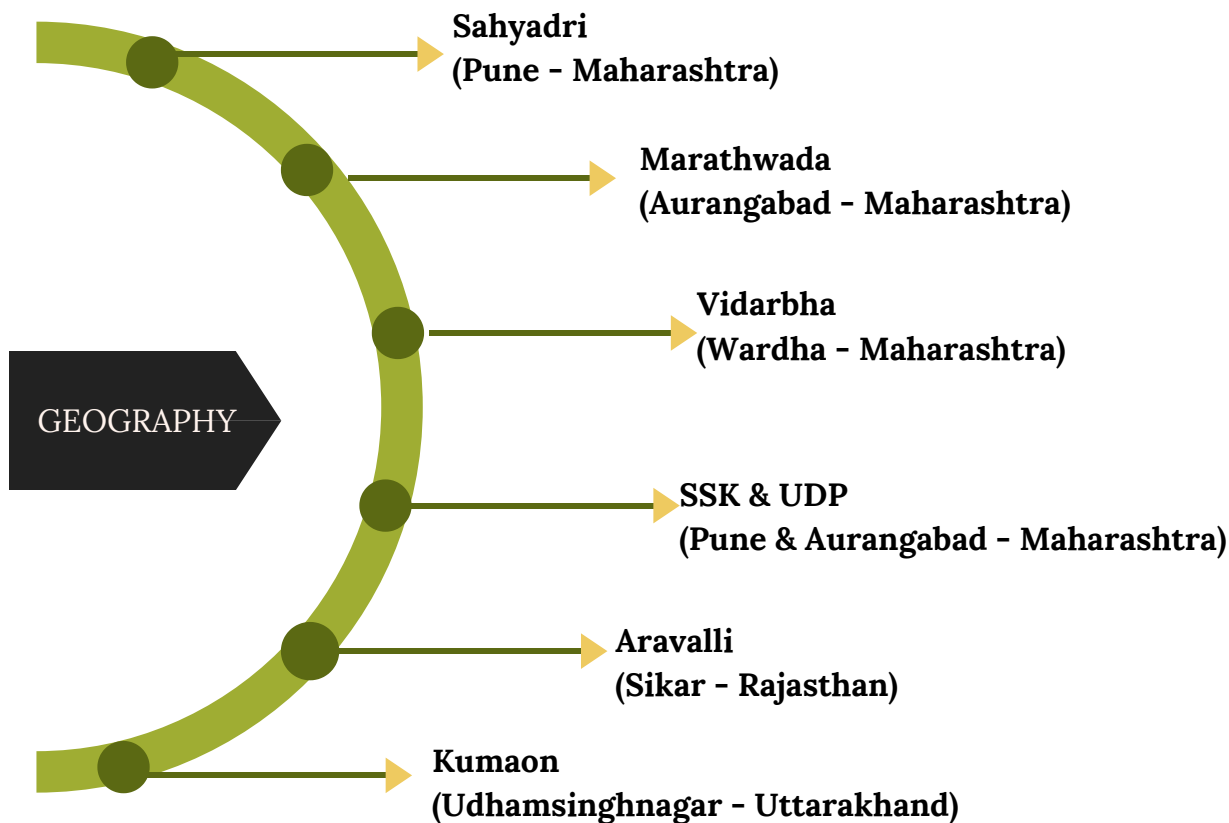 Sahyadri
(Pune - Maharashtra)
Marathwada
(Aurangabad - Maharashtra)
Vidarbha
(Wardha - Maharashtra)
GEOGRAPHY
SSK & UDP
(Pune & Aurangabad - Maharashtra)
Aravalli
(Sikar - Rajasthan)
Kumaon
(Udhamsinghnagar - Uttarakhand)